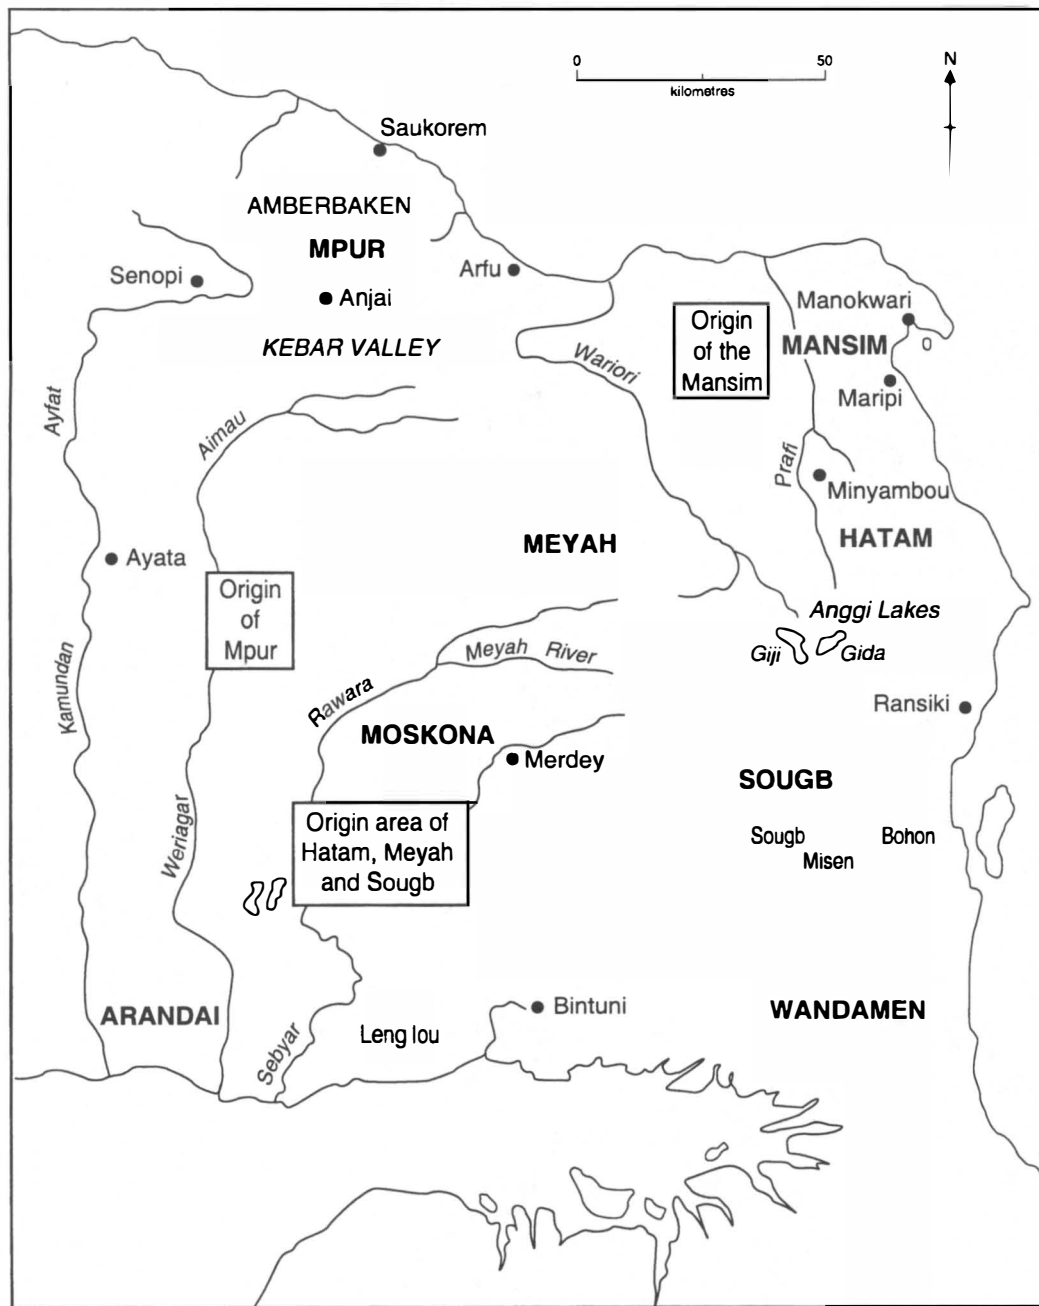 0 50
kilometres
N
Saukorem
AMBERBAKEN
MPUR
Senopi
Arfu
Anjai
KEBAR VALLEY
Manokwari
MANSIM
Origin
of the
Mansim
Wariori
Maripi
Ayfat
Aimau
Prafi
Minyambou
HATAM
MEYAH
Ayata
Origin
of
Mpur
Anggi Lakes
Giji
Gida
Meyah River
Kamundan
Rawara
Ransiki
MOSKONA
Merdey
SOUGB
Weriagar
Origin area of
Hatam, Meyah
and Sougb
Sougb
Bohon
Misen
Bintuni
WANDAMEN
ARANDAI
Leng lou
Sebyar